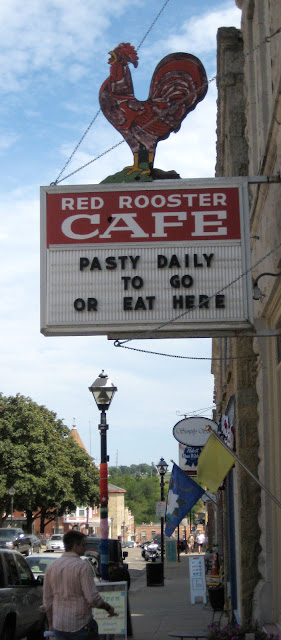 RED ROOSTER
CAFE
PASTY DAILY
TO GO
OR EAT HERE